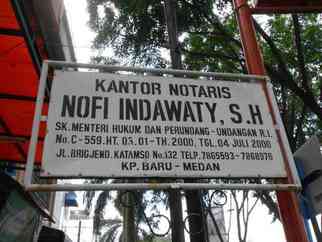 KANTOR NOTARIS
NOFI INDAWATY, S.H
SK. MENTERI HUKUM DAN PERUNDANG - UNDANGAN R.I.
No. C - 559. HT. 03. 01 - TH. 2000, TGL. 04 JULI 2000
JL. BRIGJEND. KATAMSO No. 132 TELP. 7865593 - 7868976
KP. BARU - MEDAN